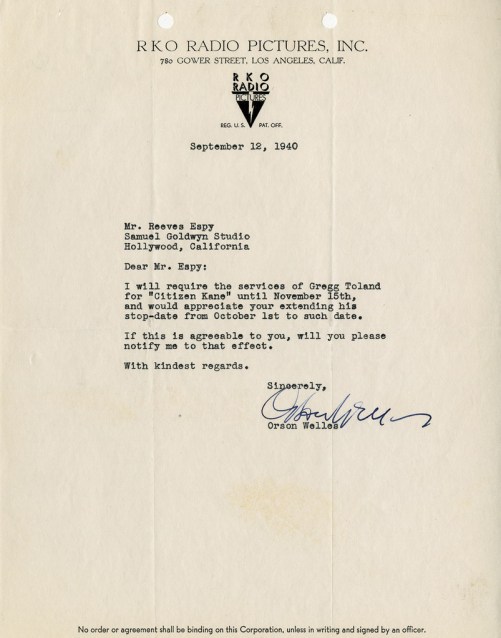 RKO RADIO PICTURES, INC.
780 GOWER STREET, LOS ANGELES, CALIF.
RKO
RADIO
PICTURES
REG. U. S. PAT. OFF.
September 12, 1940
Mr. Reeves Espy
Samuel Goldwyn Studio
Hollywood, California
Dear Mr. Espy:
I will require the services of Gregg Toland
for "Citizen Kane" until November 15th,
and would appreciate your extending his
stop-date from October 1st to such date.
If this is agreeable to you, will you please
notify me to that effect.
With kindest regards.
Sincerely,
Orson Welles
Orson Welles
No order or agreement shall be binding on this Corporation, unless in writing and signed by an officer.